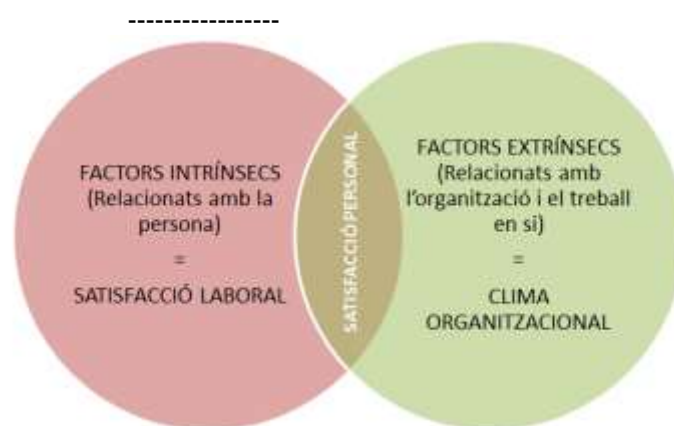 -----------------
FACTORS INTRÍNSECS
(Relacionats amb la
persona)
=
SATISFACCIÓ LABORAL
SATISFACCIÓ PERSONAL
FACTORS EXTRÍNSECS
(Relacionats amb
l'organització i el treball
en si)
=
CLIMA
ORGANITZACIONAL